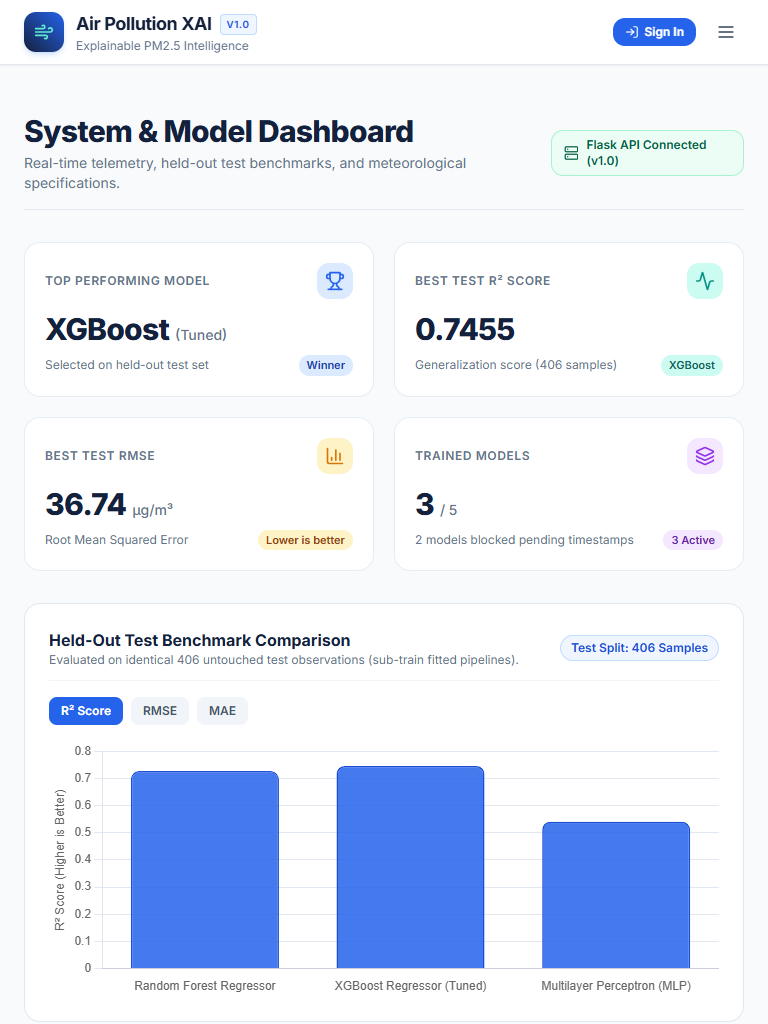 Air Pollution XAI V1.0
Explainable PM2.5 Intelligence
Sign In
System & Model Dashboard
Real-time telemetry, held-out test benchmarks, and meteorological
specifications.
Flask API Connected
(v1.0)
TOP PERFORMING MODEL
XGBoost (Tuned)
Selected on held-out test set
Winner
BEST TEST R² SCORE
0.7455
Generalization score (406 samples)
XGBoost
BEST TEST RMSE
36.74 µg/m³
Root Mean Squared Error
Lower is better
TRAINED MODELS
3 / 5
2 models blocked pending timestamps
3 Active
Held-Out Test Benchmark Comparison
Evaluated on identical 406 untouched test observations (sub-train fitted pipelines).
Test Split: 406 Samples
R² Score
RMSE
MAE
R² Score (Higher is Better)
0.8
0.7
0.6
0.5
0.4
0.3
0.2
0.1
0
Random Forest Regressor
XGBoost Regressor (Tuned)
Multilayer Perceptron (MLP)